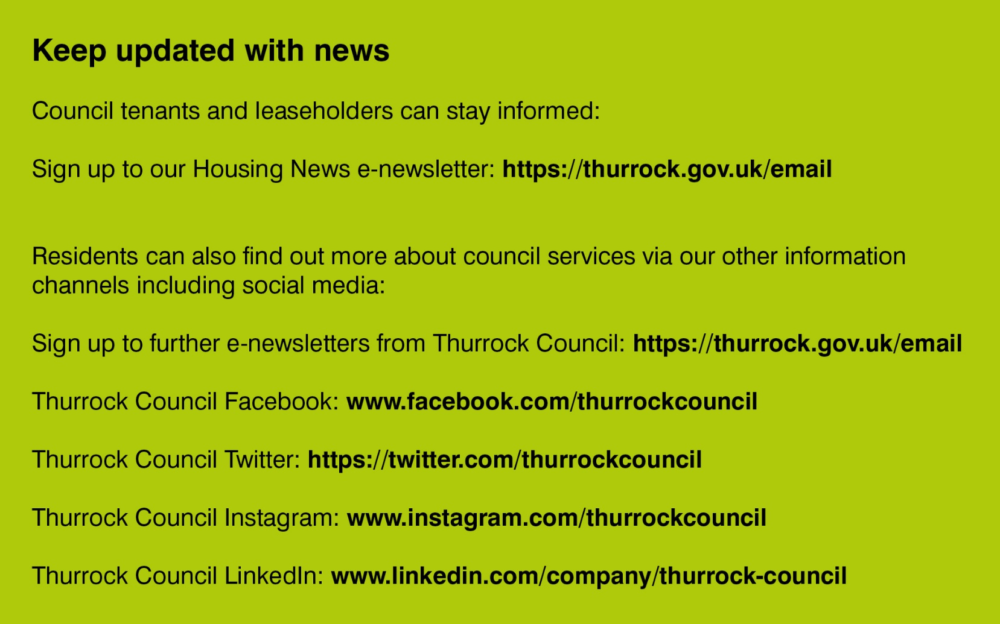 Keep updated with news
Council tenants and leaseholders can stay informed:
Sign up to our Housing News e-newsletter: https://thurrock.gov.uk/email
Residents can also find out more about council services via our other information
channels including social media:
Sign up to further e-newsletters from Thurrock Council: https://thurrock.gov.uk/email
Thurrock Council Facebook: www.facebook.com/thurrockcouncil
Thurrock Council Twitter: https://twitter.com/thurrockcouncil
Thurrock Council Instagram: www.instagram.com/thurrockcouncil
Thurrock Council LinkedIn: www.linkedin.com/company/thurrock-council